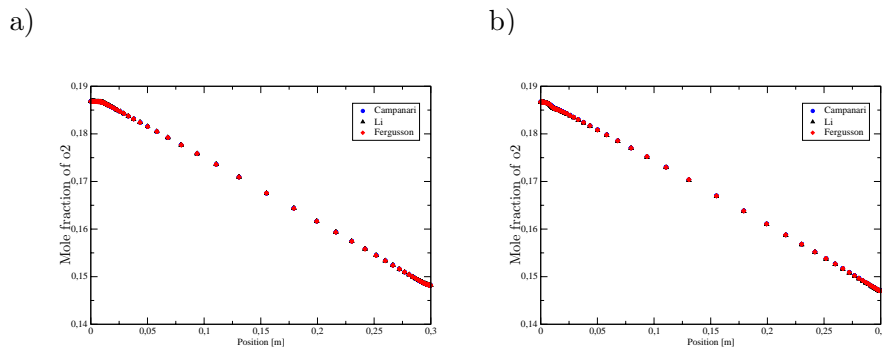 a)
b)
0,19
0,18
0,17
0,16
0,15
0,14
Mole fraction of o2
0
0,05
0,1
0,15
0,2
0,25
0,3
Position [m]
Campanari
Li
Fergusson
0,19
0,18
0,17
0,16
0,15
0,14
Mole fraction of o2
0
0,05
0,1
0,15
0,2
0,25
0,
Position [m]
Campanari
Li
Fergusson